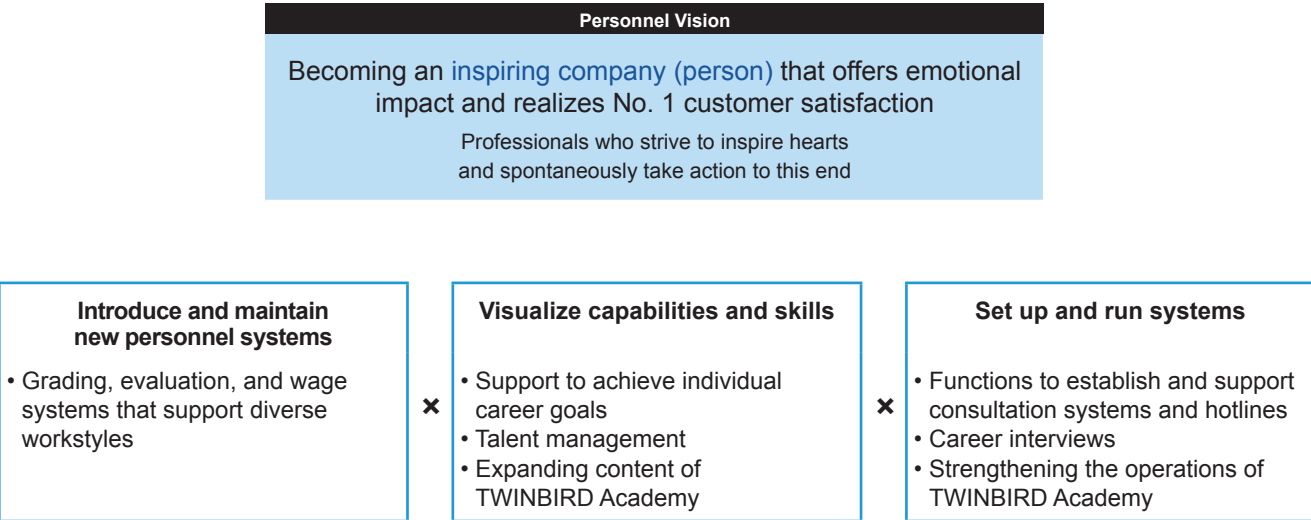 Personnel Vision
Becoming an inspiring company (person) that offers emotional
impact and realizes No. 1 customer satisfaction
Professionals who strive to inspire hearts
and spontaneously take action to this end
Introduce and maintain
new personnel systems
• Grading, evaluation, and wage
systems that support diverse
workstyles
×
Visualize capabilities and skills
• Support to achieve individual
career goals
• Talent management
• Expanding content of
TWINBIRD Academy
×
Set up and run systems
• Functions to establish and support
consultation systems and hotlines
• Career interviews
• Strengthening the operations of
TWINBIRD Academy